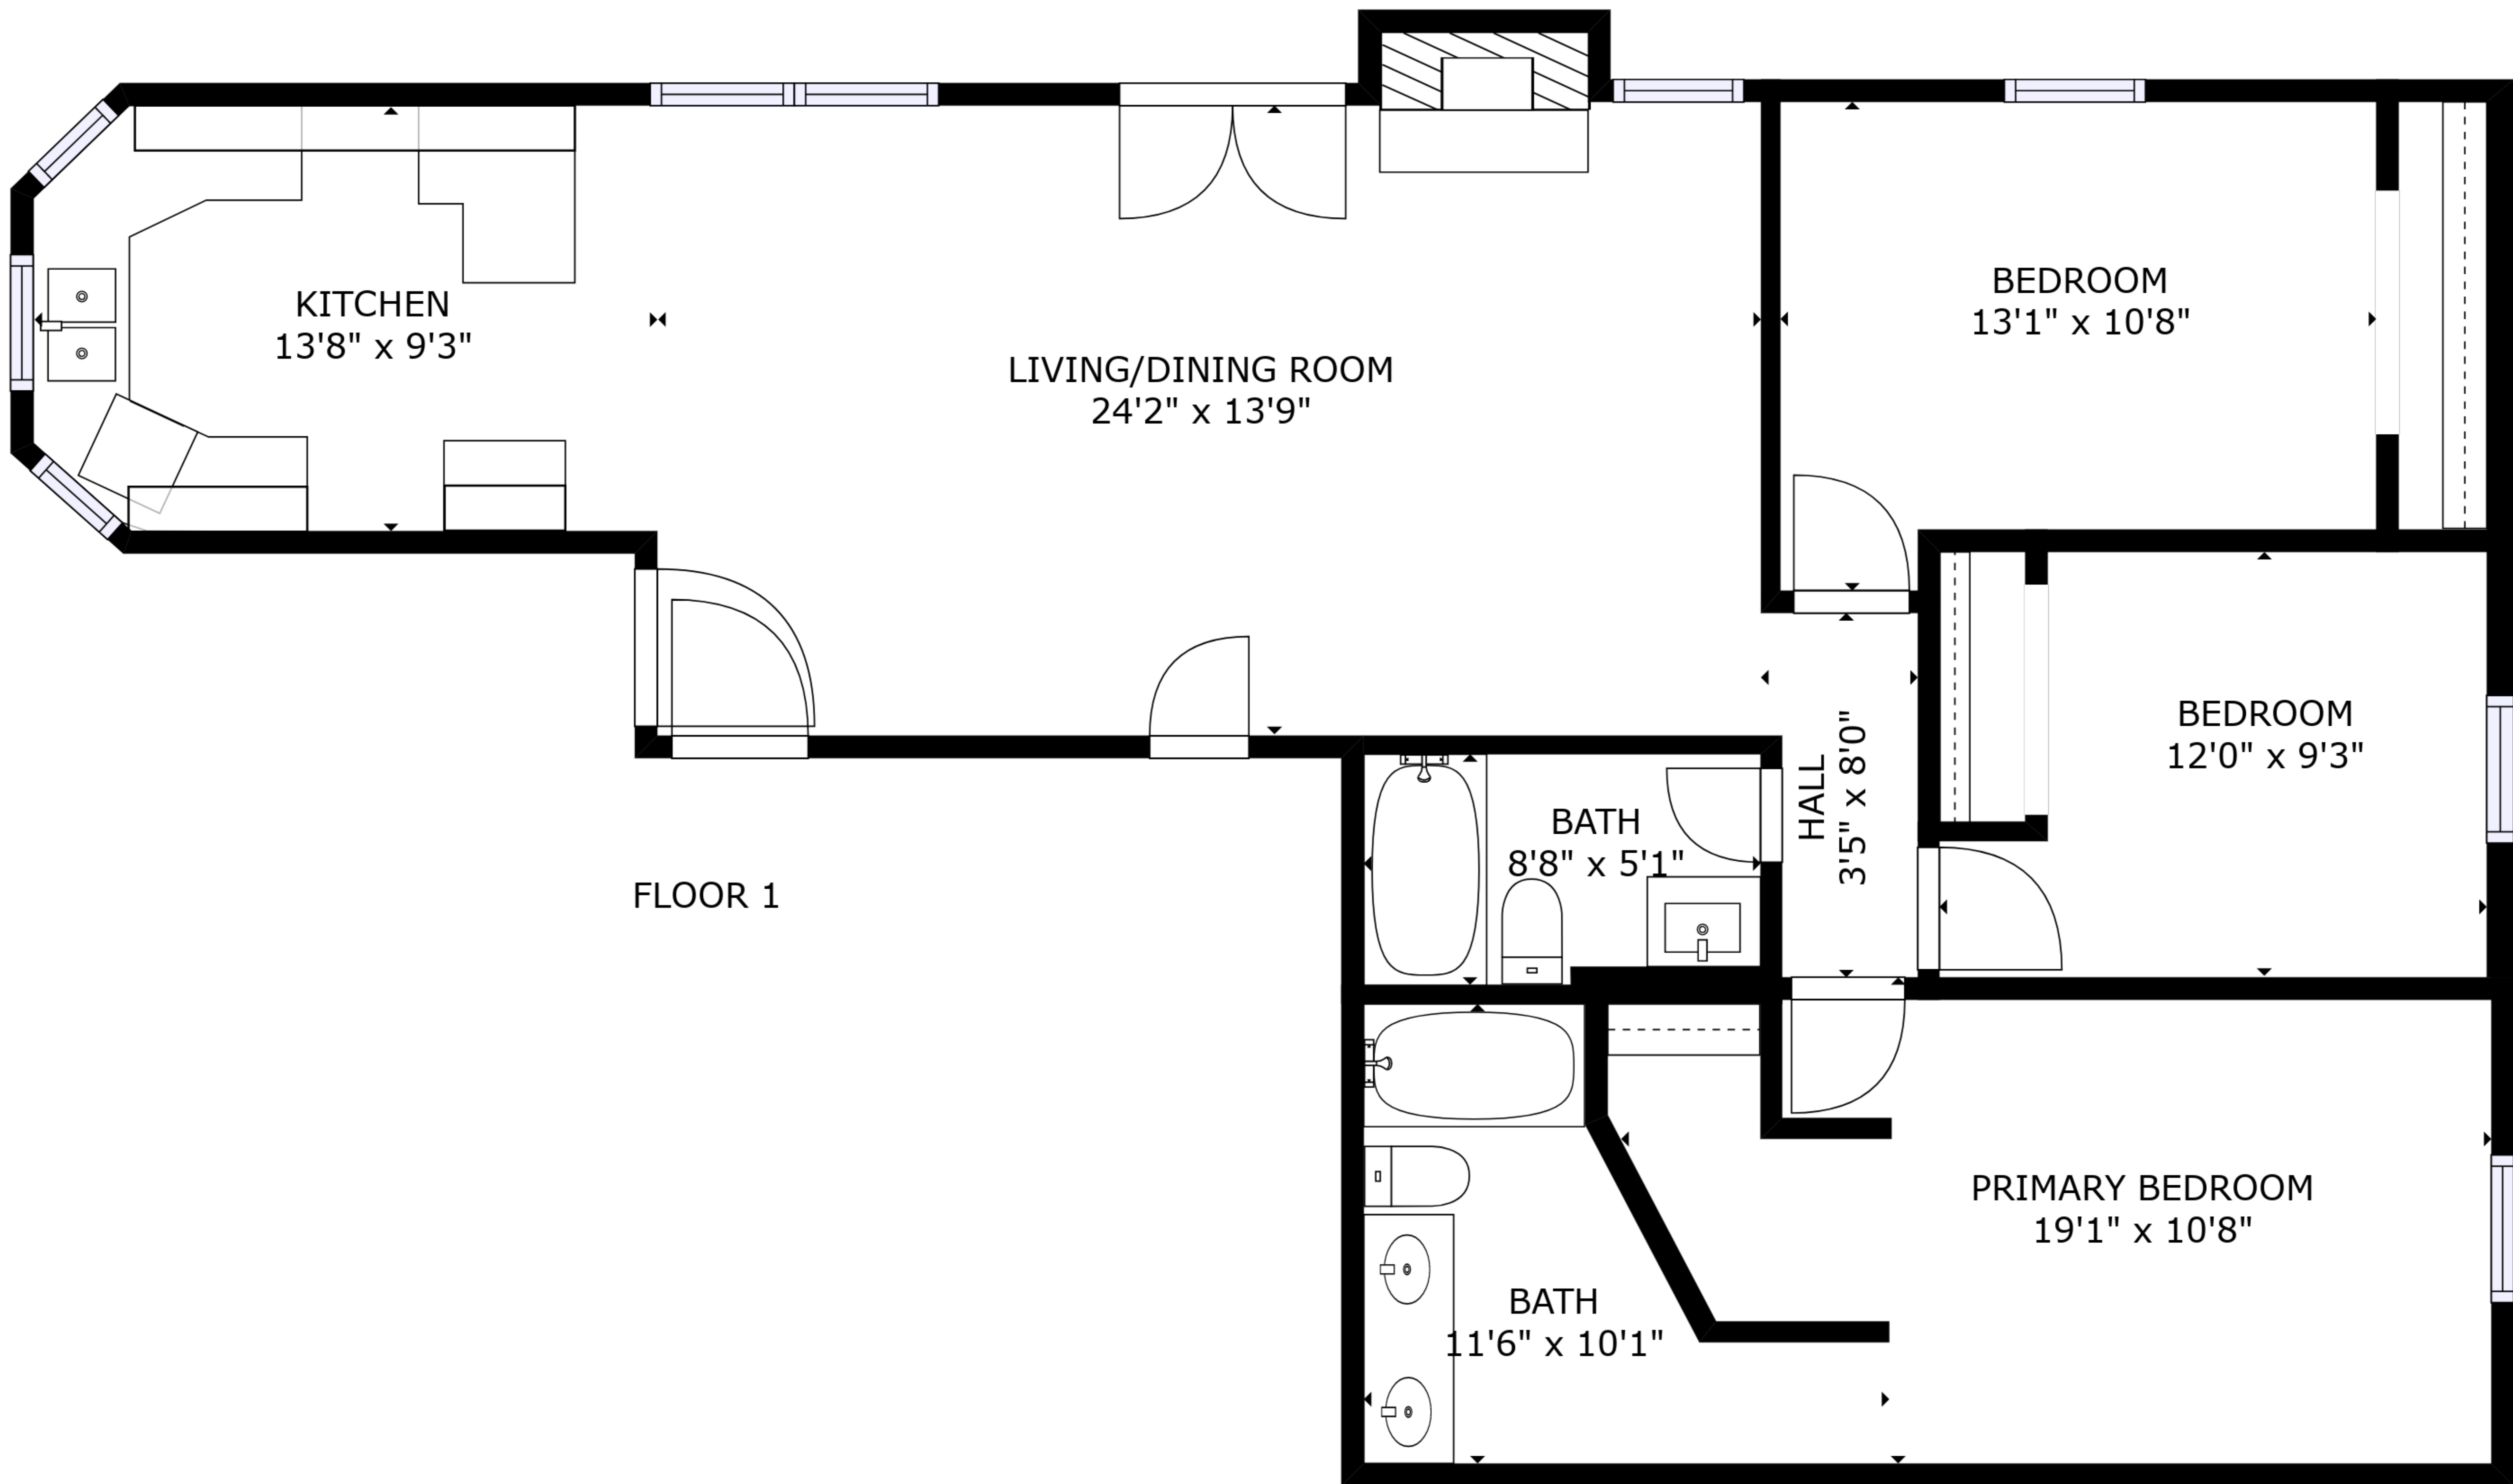 KITCHEN
13'8" x 9'3"
LIVING/DINING ROOM
24'2" x 13'9"
BEDROOM
13'1" x 10'8"
BEDROOM
12'0" x 9'3"
HALL
3'5" x 8'0"
BATH
8'8" x 5'1"
FLOOR 1
PRIMARY BEDROOM
19'1" x 10'8"
BATH
11'6" x 10'1"